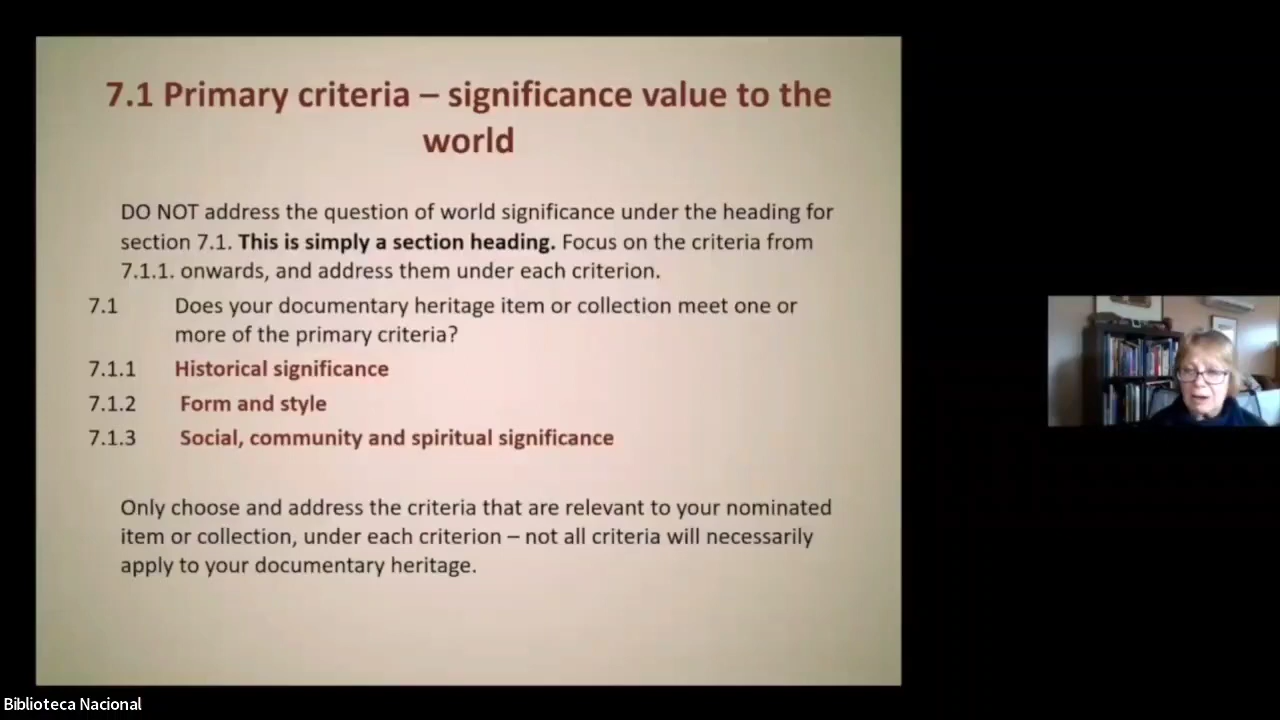 7.1 Primary criteria – significance value to the
world
DO NOT address the question of world significance under the heading for
section 7.1. This is simply a section heading. Focus on the criteria from
7.1.1. onwards, and address them under each criterion.
7.1 Does your documentary heritage item or collection meet one or
more of the primary criteria?
7.1.1 Historical significance
7.1.2 Form and style
7.1.3 Social, community and spiritual significance
Only choose and address the criteria that are relevant to your nominated
item or collection, under each criterion – not all criteria will necessarily
apply to your documentary heritage.
Biblioteca Nacional